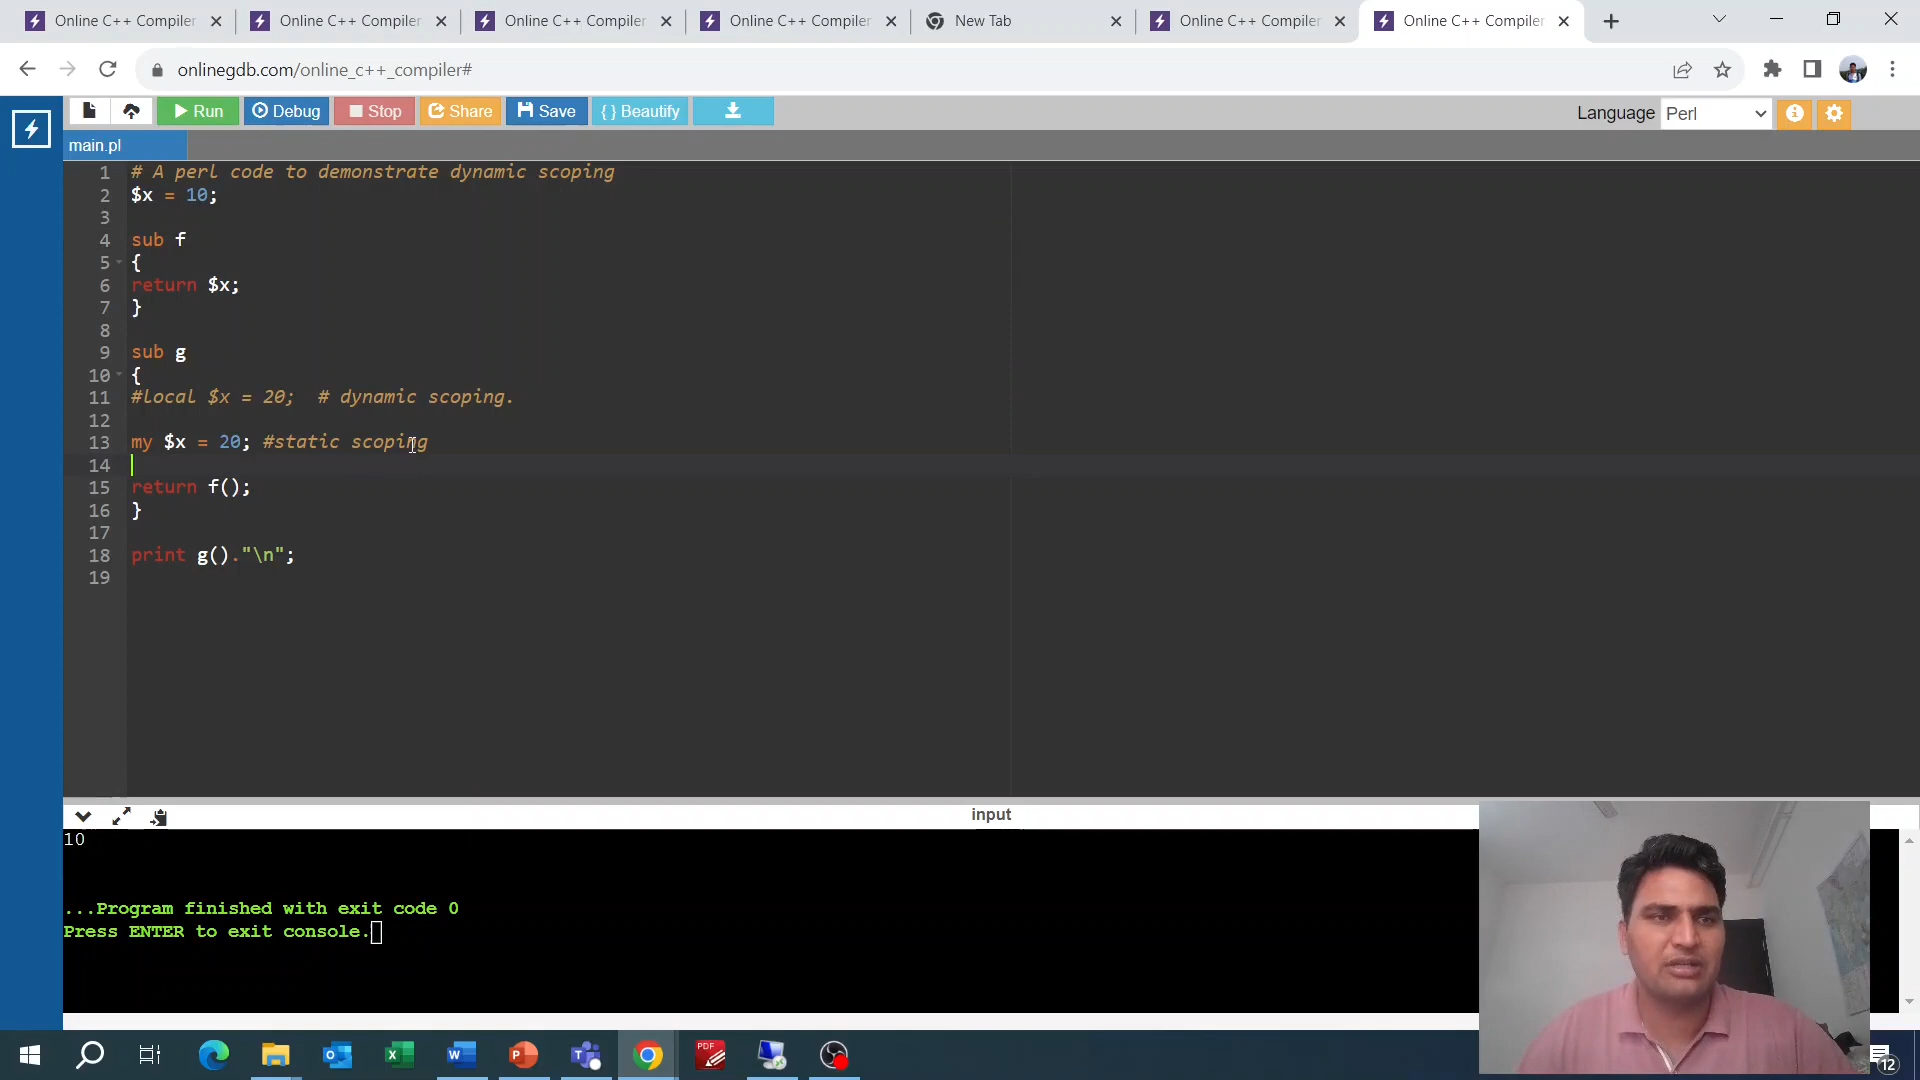 Online C++ Compiler
Online C++ Compiler
Online C++ Compiler
Online C++ Compiler
New Tab
Online C++ Compiler
Online C++ Compiler
onlinegdb.com/online_c++_compiler#
Run
Debug
Stop
Share
Save
{ } Beautify
Language
Perl
main.pl
1 # A perl code to demonstrate dynamic scoping
2 $x = 10;
3
4 sub f
5 {
6 return $x;
7 }
8
9 sub g
10 {
11 #local $x = 20;  # dynamic scoping.
12
13 my $x = 20; #static scoping
14
15 return f();
16 }
17
18 print g()."\n";
19
input
10
...Program finished with exit code 0
Press ENTER to exit console.
PDF
12